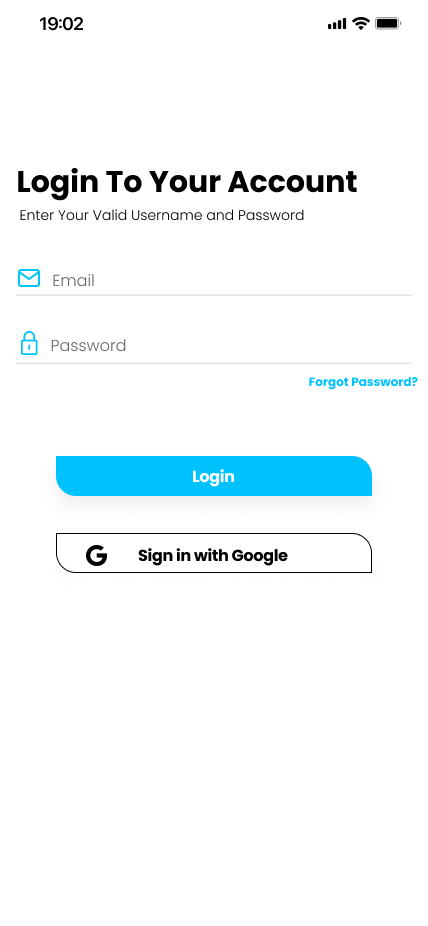 19:02
Login To Your Account
Enter Your Valid Username and Password
Email
Password
Forgot Password?
Login
G Sign in with Google